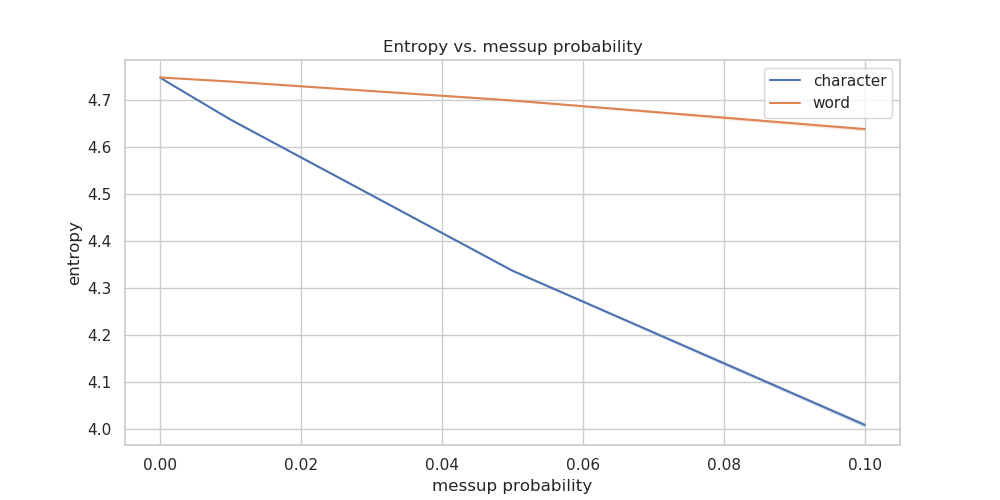 Entropy vs. messup probability
character
word
entropy
4.7
4.6
4.5
4.4
4.3
4.2
4.1
4.0
0.00 0.02 0.04 0.06 0.08 0.10
messup probability